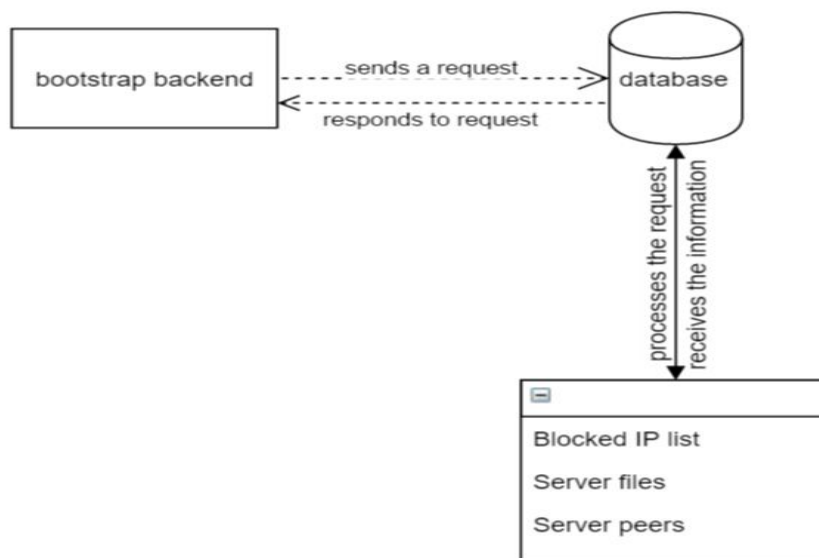 bootstrap backend
sends a request
database
responds to request
processes the request
receives the information
Blocked IP list
Server files
Server peers